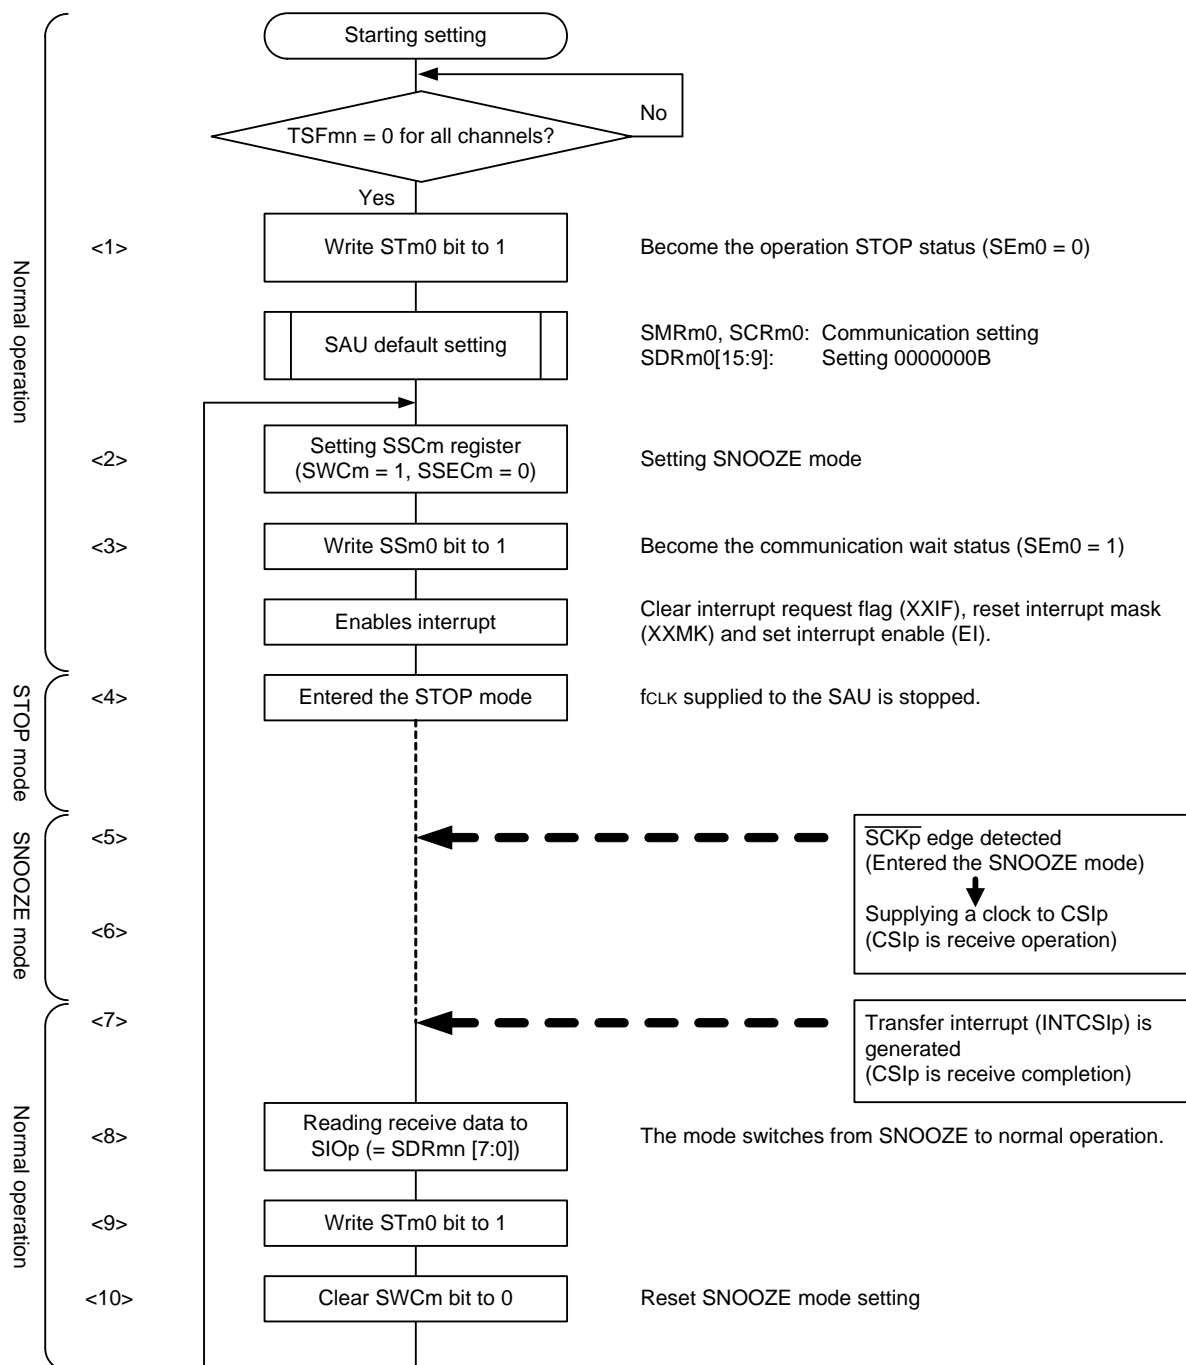 Starting setting
No
TSFmn = 0 for all channels?
Yes
<1>
Write STm0 bit to 1
Become the operation STOP status (SEm0 = 0)
SAU default setting
SMRm0, SCRm0: Communication setting
SDRm0[15:9]: Setting 0000000B
Normal operation
<2>
Setting SSCm register
(SWCm = 1, SSECm = 0)
Setting SNOOZE mode
<3>
Write SSm0 bit to 1
Become the communication wait status (SEm0 = 1)
Enables interrupt
Clear interrupt request flag (XXIF), reset interrupt mask
(XXMK) and set interrupt enable (EI).
STOP mode
<4>
Entered the STOP mode
fCLK supplied to the SAU is stopped.
SNOOZE mode
<5>
SCKp edge detected
(Entered the SNOOZE mode)
<6>
Supplying a clock to CSIp
(CSIp is receive operation)
<7>
Transfer interrupt (INTCSIp) is
generated
(CSIp is receive completion)
Normal operation
<8>
Reading receive data to
SIOp (= SDRmn [7:0])
The mode switches from SNOOZE to normal operation.
<9>
Write STm0 bit to 1
<10>
Clear SWCm bit to 0
Reset SNOOZE mode setting